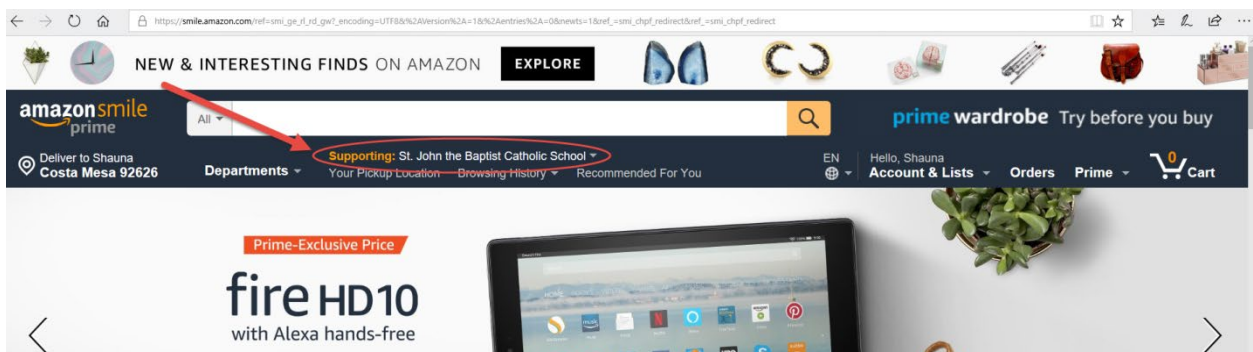 https://smile.amazon.com/ref=smi_ge_rl_rd_gw?_encoding=UTF8&%2AVersion%2A=1&%2Aentries%2A=0&newts=1&ref_=smi_chpf_redirect&ref_=smi_chpf_redirect
NEW & INTERESTING FINDS ON AMAZON EXPLORE
amazonsmile
prime
All
prime wardrobe Try before you buy
Deliver to Shauna
Costa Mesa 92626
Departments
Supporting: St. John the Baptist Catholic School
Your Pickup Location Browsing History Recommended For You
EN
Hello, Shauna
Account & Lists Orders Prime 0 Cart
Prime-Exclusive Price
fire HD10
with Alexa hands-free